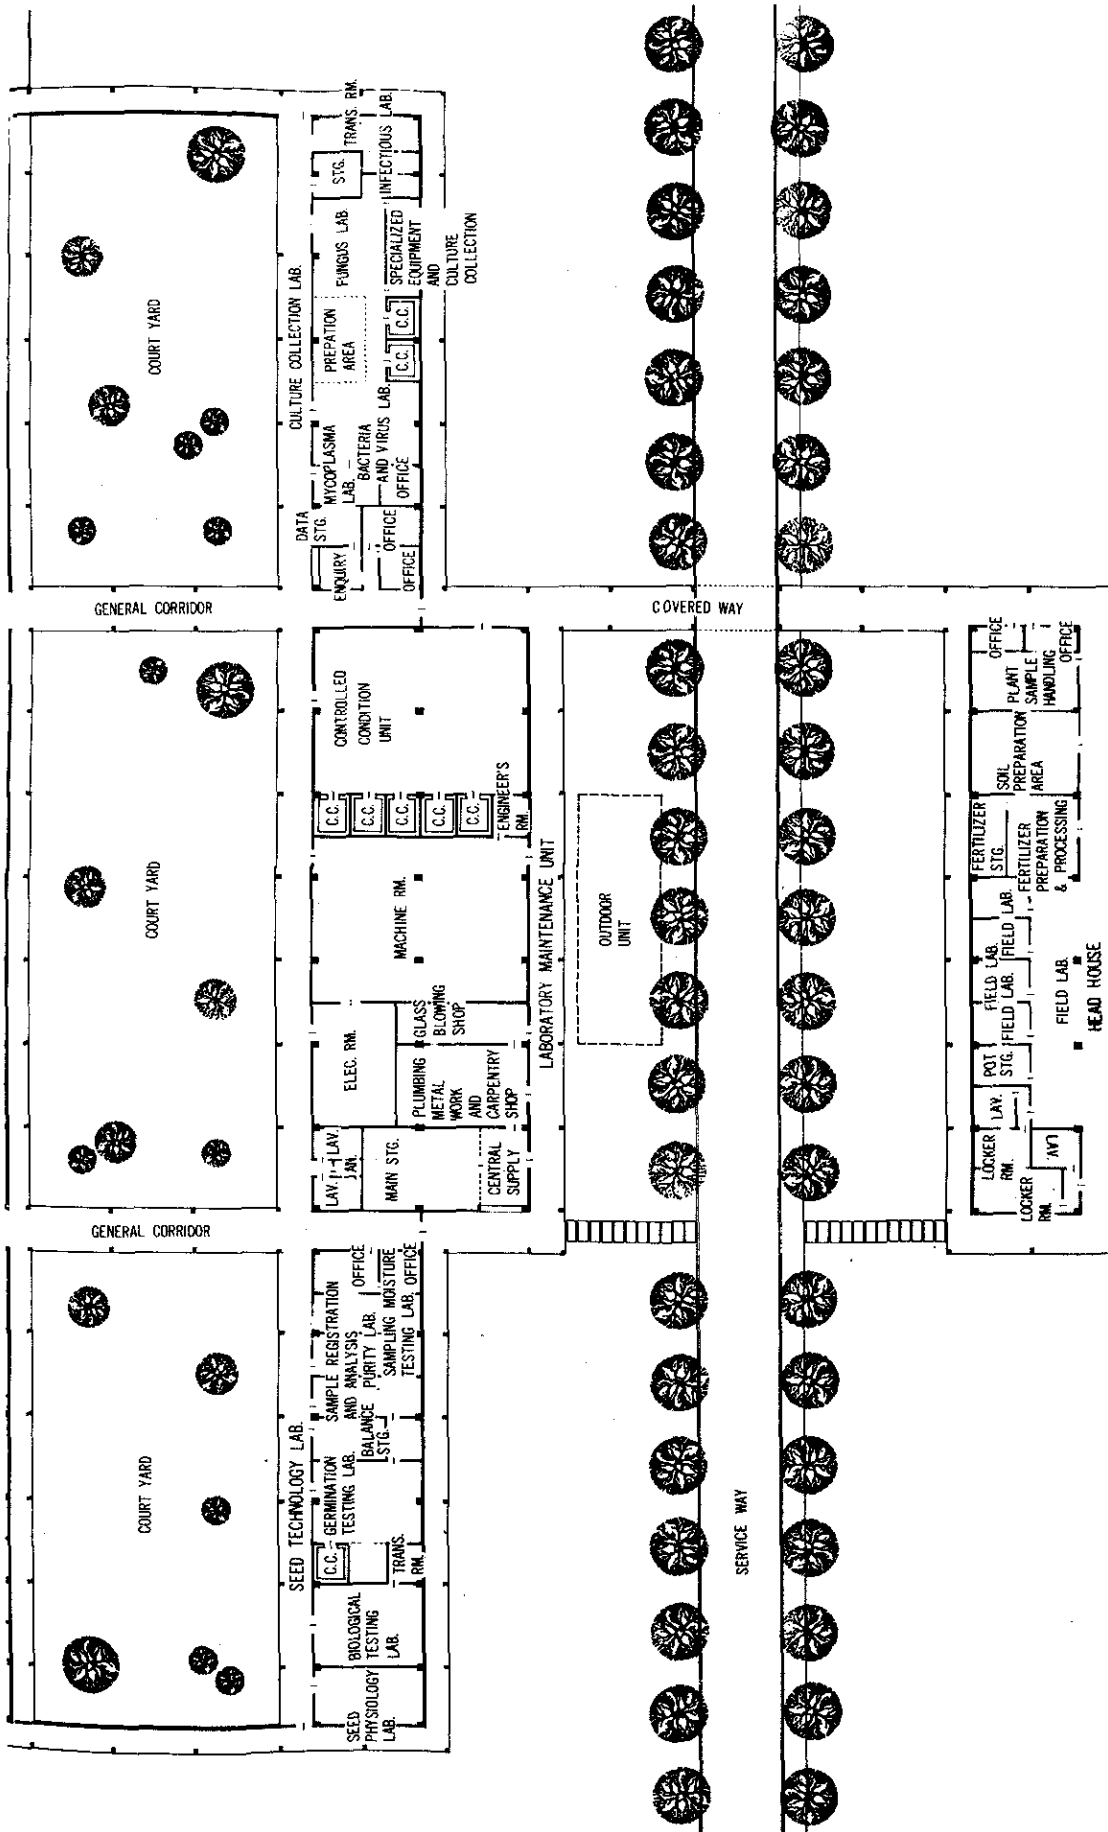 COURT YARD
CULTURE COLLECTION LAB.
TRANS. RM.
STG.
INFECTIOUS LAB.
FUNGUS LAB.
SPECIALIZED
EQUIPMENT
AND
CULTURE
COLLECTION
PREPATION
AREA
C.C.
C.C.
MYCOPLASMA
LAB.
BACTERIA
AND VIRUS LAB.
OFFICE
DATA
STG.
OFFICE
ENQUIRY
OFFICE
GENERAL CORRIDOR
COVERED WAY
COURT YARD
CONTROLLED
CONDITION
UNIT
C.C.
C.C.
C.C.
C.C.
C.C.
ENGINEER'S
RM.
MACHINE RM.
LABORATORY MAINTENANCE UNIT
OUTDOOR
UNIT
ELEC. RM.
GLASS
BLOWING
SHOP
PLUMBING
METAL
WORK
AND
CARPENTRY
SHOP
LAV.
LAV.
MAIN STG.
CENTRAL
SUPPLY
OFFICE
OFFICE
PLANT
SAMPLE
HANDLING
SOIL
PREPARATION
AREA
FERTILIZER
STG.
FERTILIZER
PREPARATION
& PROCESSING
FIELD LAB.
FIELD LAB.
FIELD LAB.
FIELD LAB.
HEAD HOUSE
POT
STG.
LAV.
LAV.
LOCKER
RM.
LOCKER
RM.
GENERAL CORRIDOR
COURT YARD
SEED TECHNOLOGY LAB.
OFFICE
OFFICE
SAMPLE REGISTRATION
AND ANALYSIS
PURITY LAB.
SAMPLING MOISTURE
TESTING LAB.
BALANCE
STG.
GERMINATION
TESTING LAB.
C.C.
TRANS.
RM.
BIOLOGICAL
TESTING
LAB.
SEED
PHYSIOLOGY
LAB.
SERVICE WAY